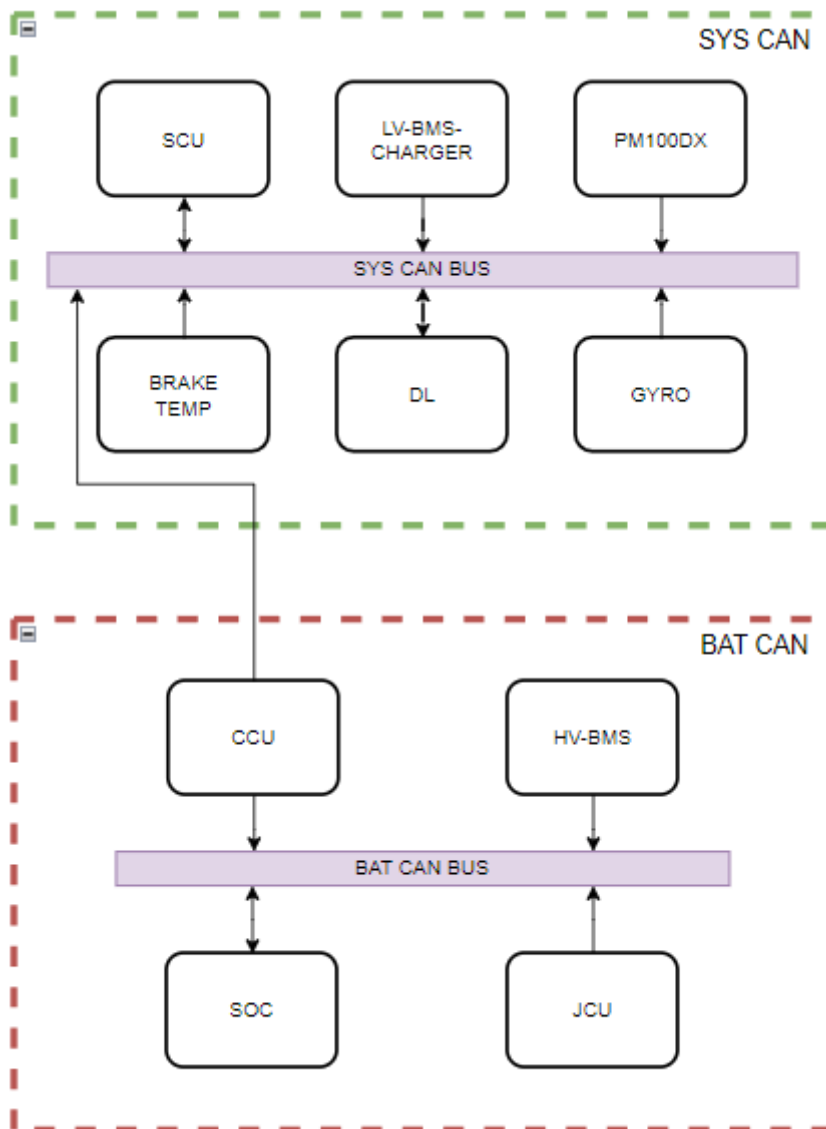 SYS CAN
SCU
LV-BMS-
CHARGER
PM100DX
SYS CAN BUS
BRAKE
TEMP
DL
GYRO
BAT CAN
CCU
HV-BMS
BAT CAN BUS
SOC
JCU